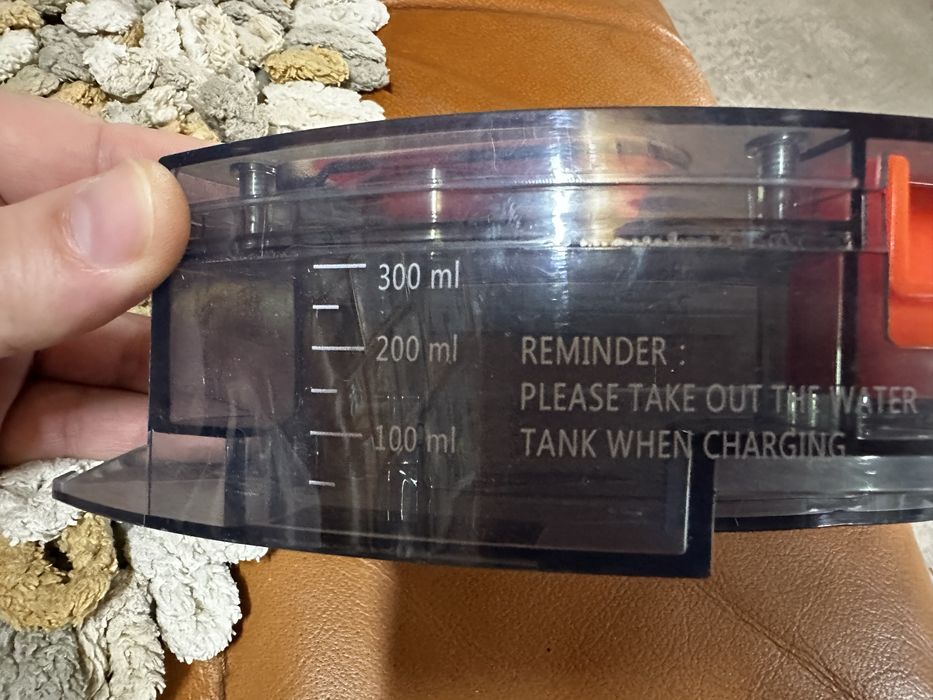 300 ml
200 ml
100 ml
REMINDER :
PLEASE TAKE OUT THE WATER
TANK WHEN CHARGING